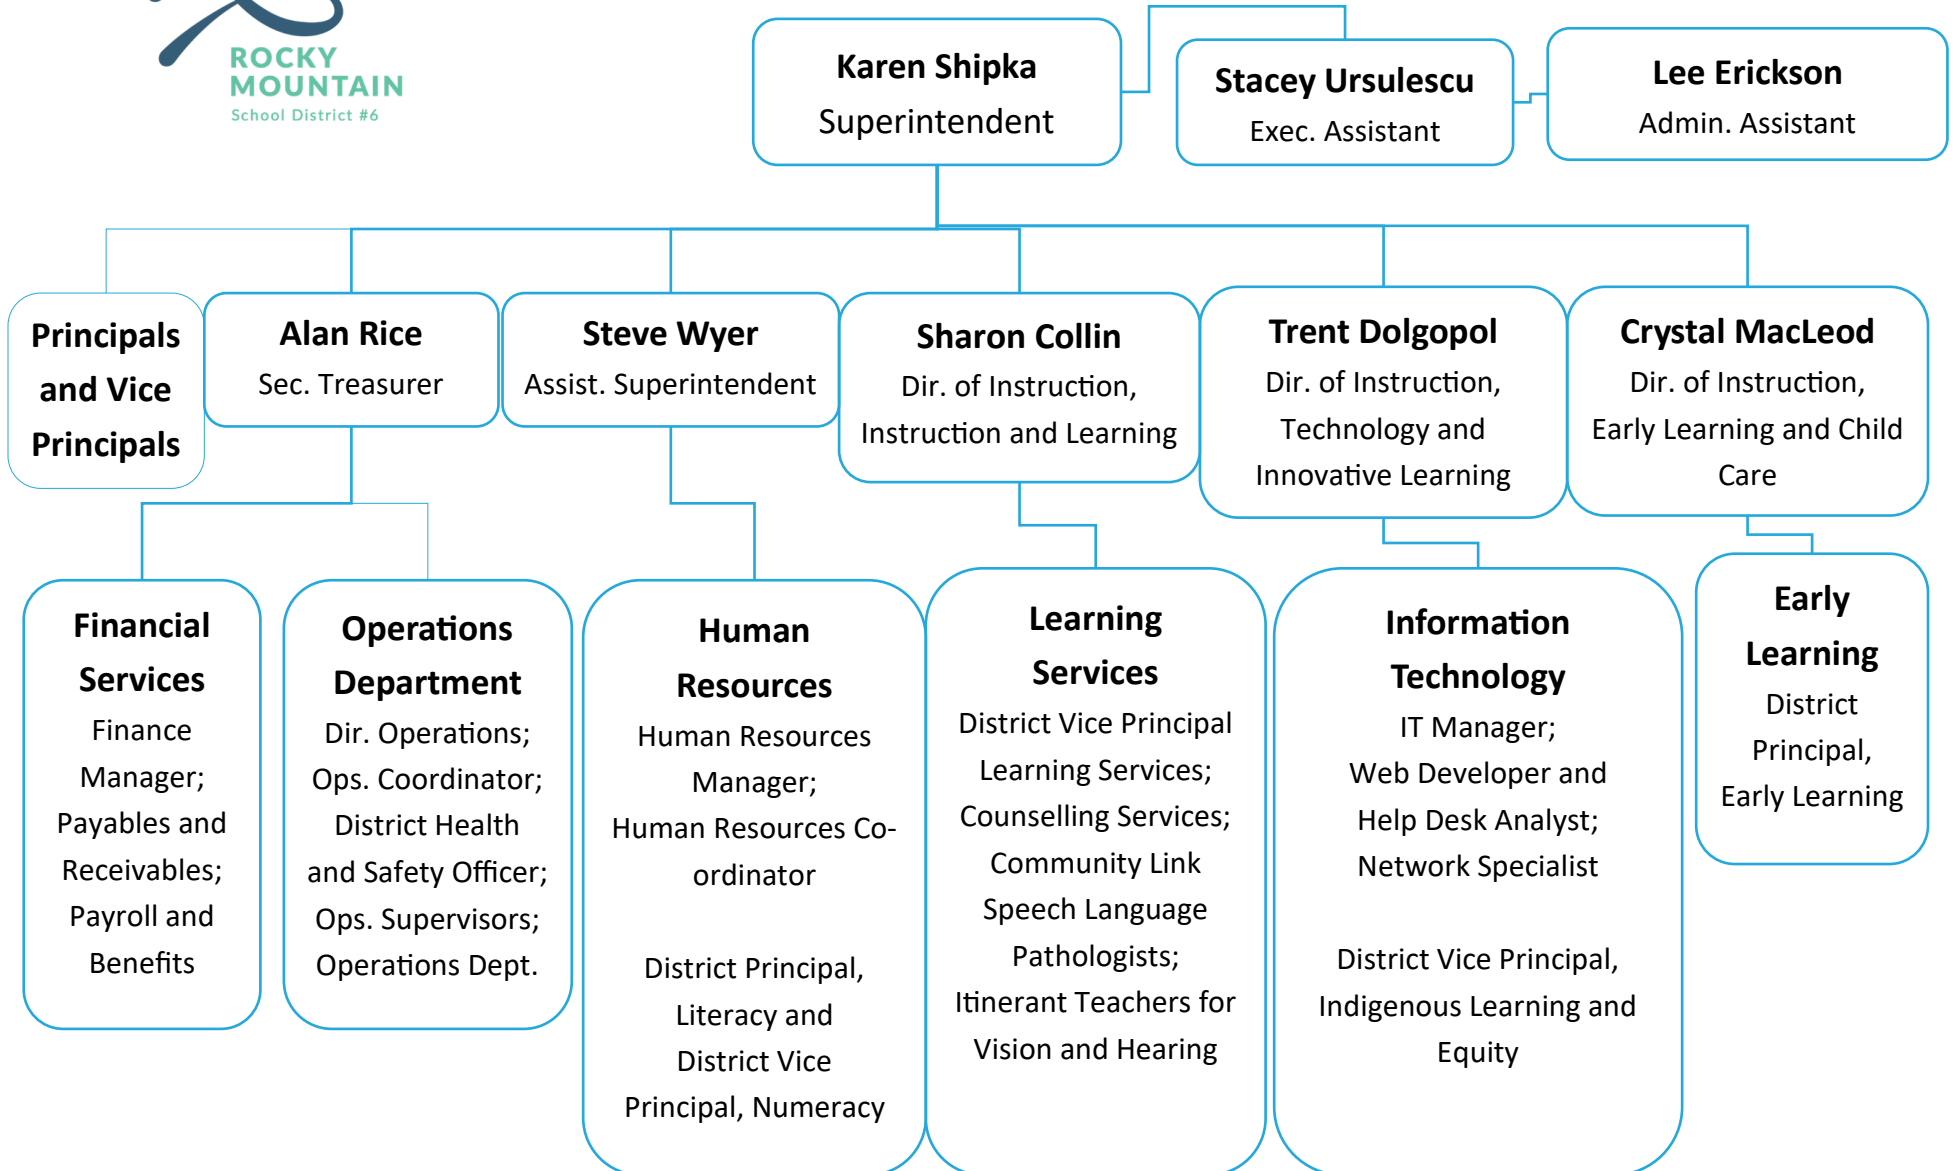 ROCKY
MOUNTAIN
School District #6
Karen Shipka
Superintendent
Stacey Ursulescu
Exec. Assistant
Lee Erickson
Admin. Assistant
Principals
and Vice
Principals
Alan Rice
Sec. Treasurer
Steve Wyer
Assist. Superintendent
Sharon Collin
Dir. of Instruction,
Instruction and Learning
Trent Dolgopol
Dir. of Instruction,
Technology and
Innovative Learning
Crystal MacLeod
Dir. of Instruction,
Early Learning and Child
Care
Financial
Services
Finance
Manager;
Payables and
Receivables;
Payroll and
Benefits
Operations
Department
Dir. Operations;
Ops. Coordinator;
District Health
and Safety Officer;
Ops. Supervisors;
Operations Dept.
Human
Resources
Human Resources
Manager;
Human Resources Co-
ordinator
District Principal,
Literacy and
District Vice
Principal, Numeracy
Learning
Services
District Vice Principal
Learning Services;
Counselling Services;
Community Link
Speech Language
Pathologists;
Itinerant Teachers for
Vision and Hearing
Information
Technology
IT Manager;
Web Developer and
Help Desk Analyst;
Network Specialist
District Vice Principal,
Indigenous Learning and
Equity
Early
Learning
District
Principal,
Early Learning